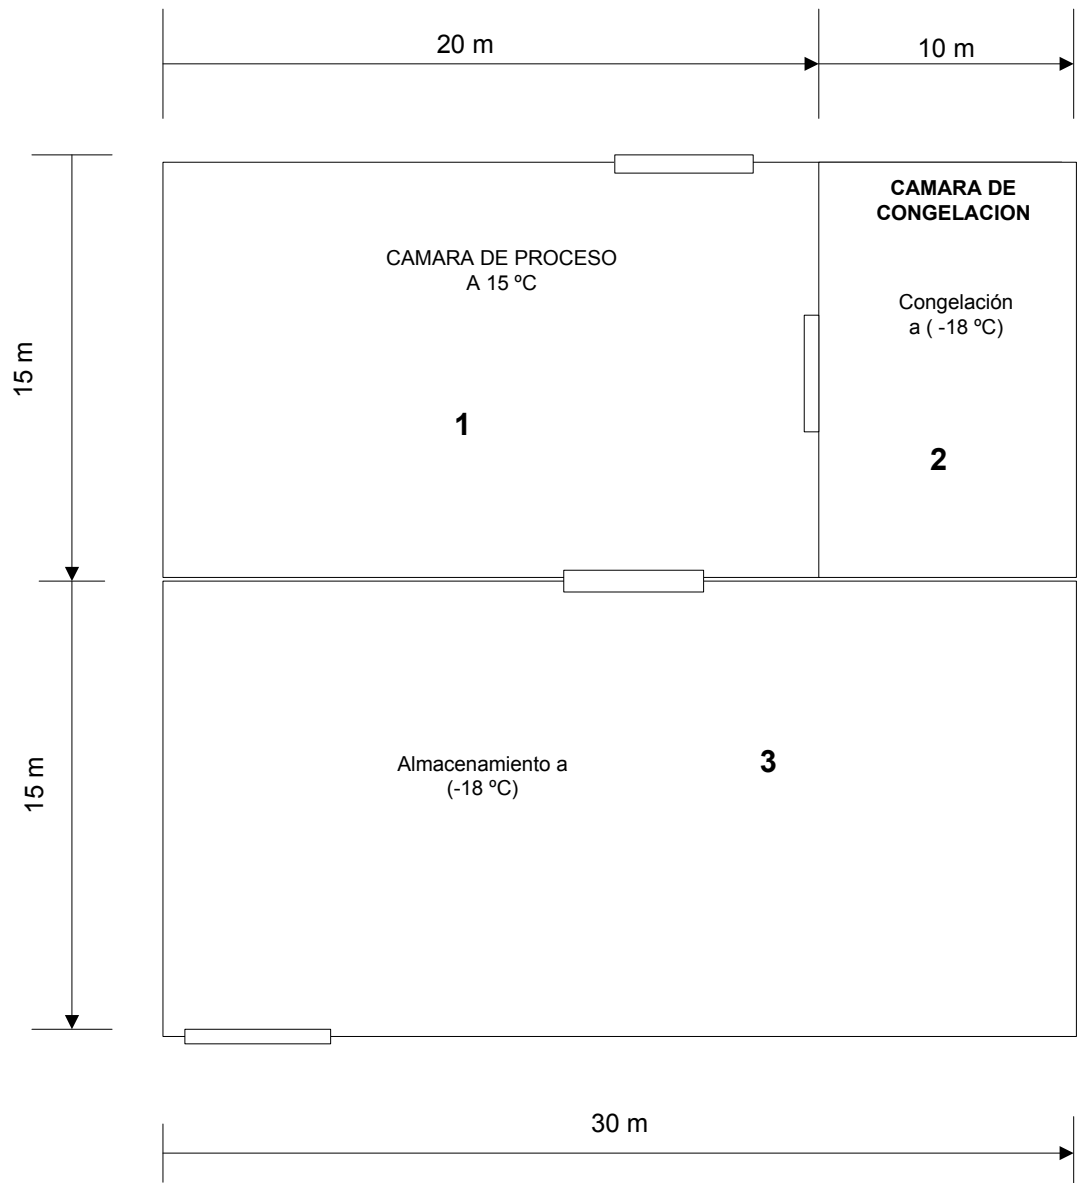 20 m
10 m
CAMARA DE
CONGELACION
CAMARA DE PROCESO
A 15 ºC
Congelación
a ( -18 ºC)
15 m
1
2
Almacenamiento a
(-18 ºC)
3
15 m
30 m